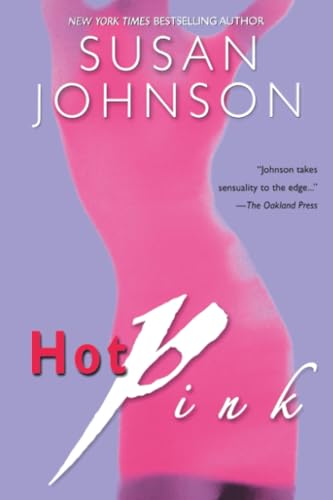 NEW YORK TIMES BESTSELLING AUTHOR
SUSAN
JOHNSON
"Johnson takes
sensuality to the edge..."
—The Oakland Press
Hot
Pink